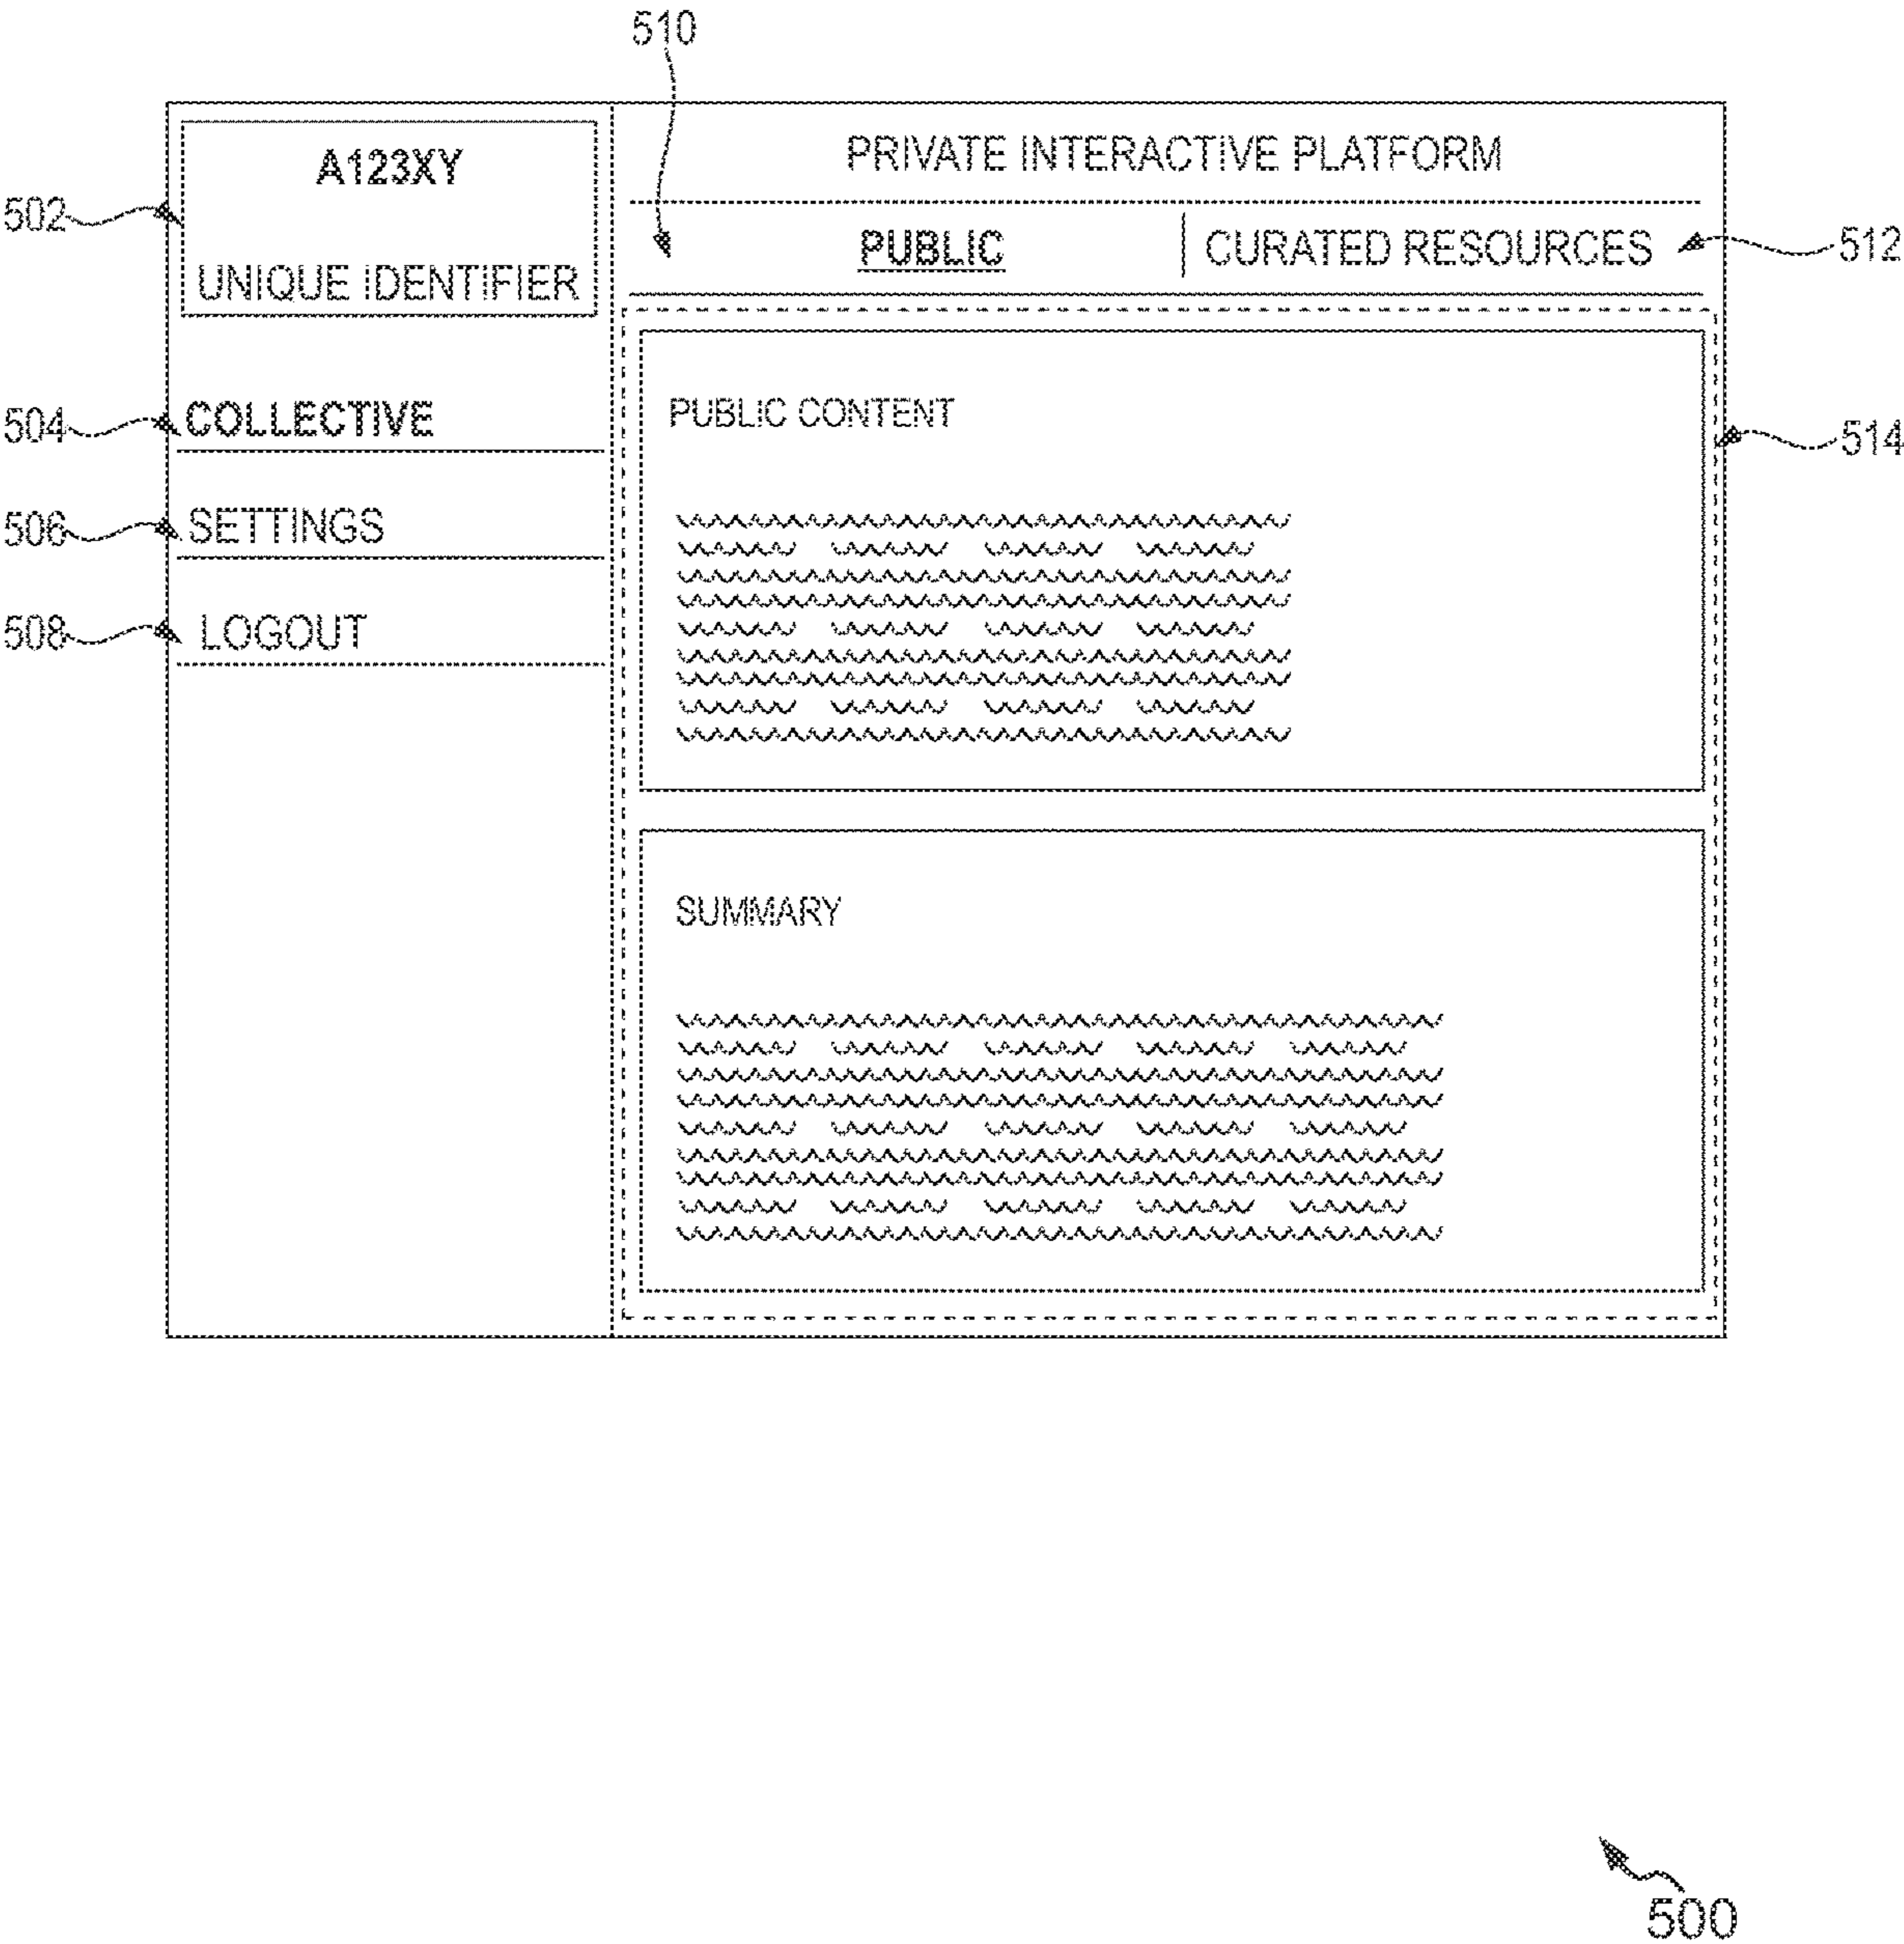 510
A123XY
UNIQUE IDENTIFIER
502
COLLECTIVE
504
SETTINGS
506
LOGOUT
508
PRIVATE INTERACTIVE PLATFORM
PUBLIC
CURATED RESOURCES
512
PUBLIC CONTENT
514
SUMMARY
500